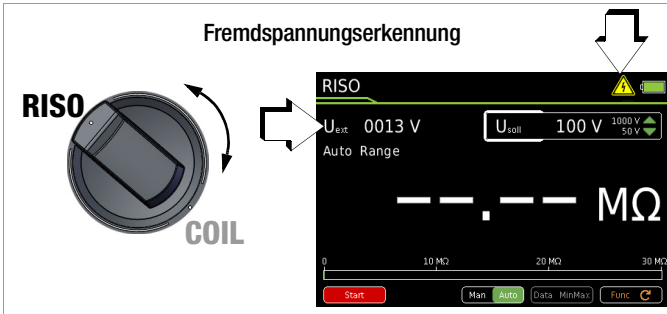 Fremdspannungserkennung
RISO
COIL
RISO
Uext 0013 V
Usoll 100 V 1000 V 50 V
Auto Range
––.–– MΩ
0 10 MΩ 20 MΩ 30 MΩ
Start Man Auto Data MinMax Func